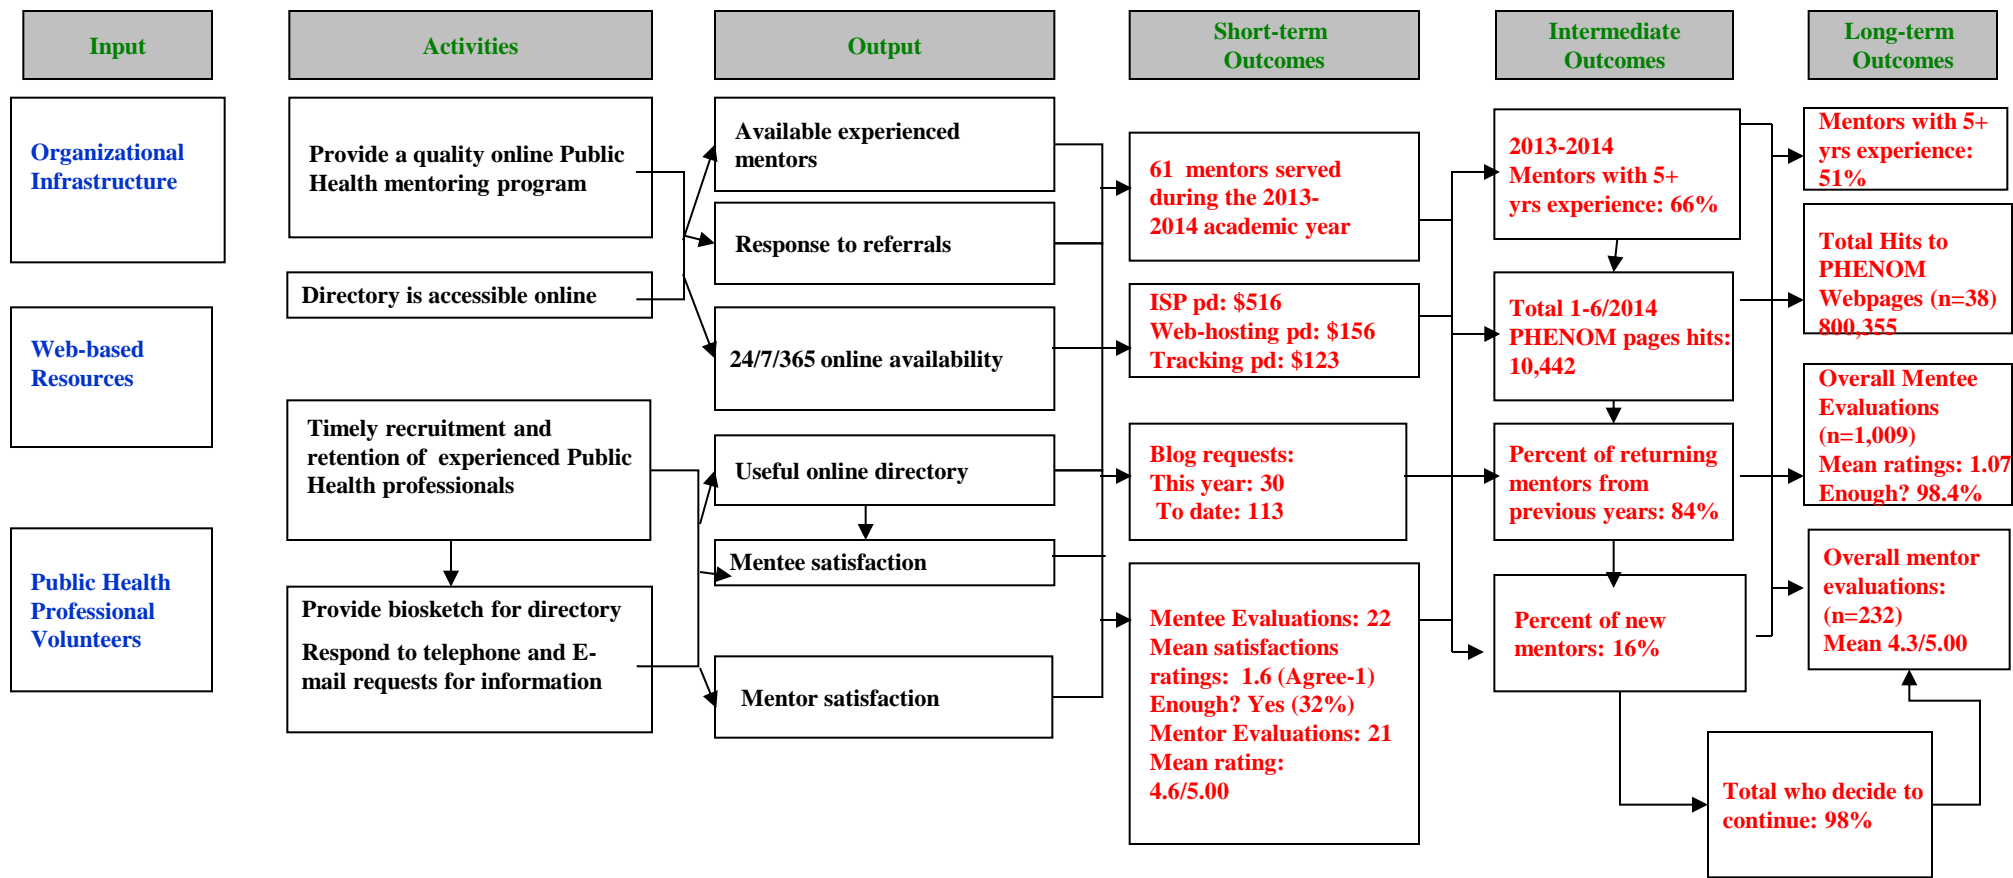 Input
Activities
Output
Short-term
Outcomes
Intermediate
Outcomes
Long-term
Outcomes
Organizational
Infrastructure
Web-based
Resources
Public Health
Professional
Volunteers
Provide a quality online Public
Health mentoring program
Directory is accessible online
Timely recruitment and
retention of experienced Public
Health professionals
Provide biosketch for directory
Respond to telephone and E-
mail requests for information
Available experienced
mentors
Response to referrals
24/7/365 online availability
Useful online directory
Mentee satisfaction
Mentor satisfaction
61 mentors served
during the 2013-
2014 academic year
ISP pd: $516
Web-hosting pd: $156
Tracking pd: $123
Blog requests:
This year: 30
To date: 113
Mentee Evaluations: 22
Mean satisfactions
ratings: 1.6 (Agree-1)
Enough? Yes (32%)
Mentor Evaluations: 21
Mean rating:
4.6/5.00
2013-2014
Mentors with 5+
yrs experience: 66%
Total 1-6/2014
PHENOM pages hits:
10,442
Percent of returning
mentors from
previous years: 84%
Percent of new
mentors: 16%
Total who decide to
continue: 98%
Mentors with 5+
yrs experience:
51%
Total Hits to
PHENOM
Webpages (n=38)
800,355
Overall Mentee
Evaluations
(n=1,009)
Mean ratings: 1.07
Enough? 98.4%
Overall mentor
evaluations:
(n=232)
Mean 4.3/5.00